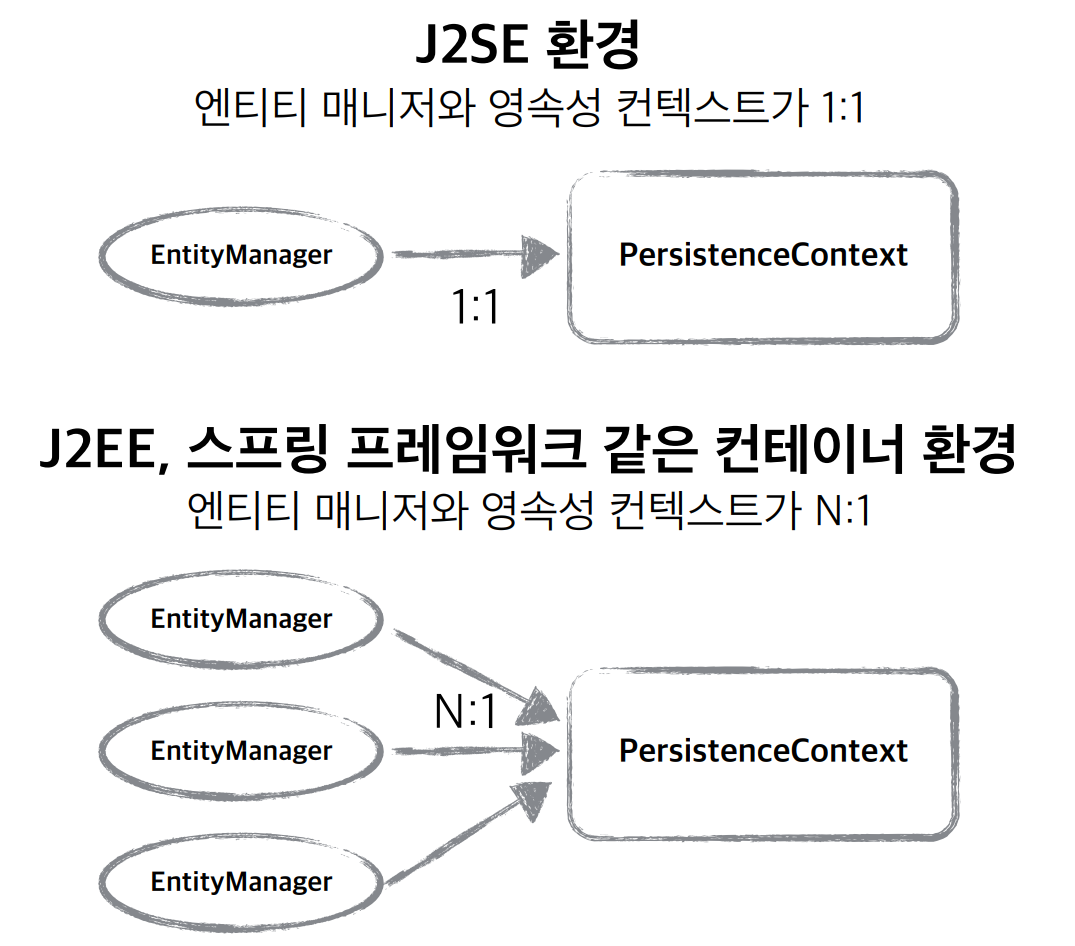 J2SE 환경
엔티티 매니저와 영속성 컨텍스트가 1:1
EntityManager
PersistenceContext
1:1
J2EE, 스프링 프레임워크 같은 컨테이너 환경
엔티티 매니저와 영속성 컨텍스트가 N:1
EntityManager
N:1
EntityManager
PersistenceContext
EntityManager